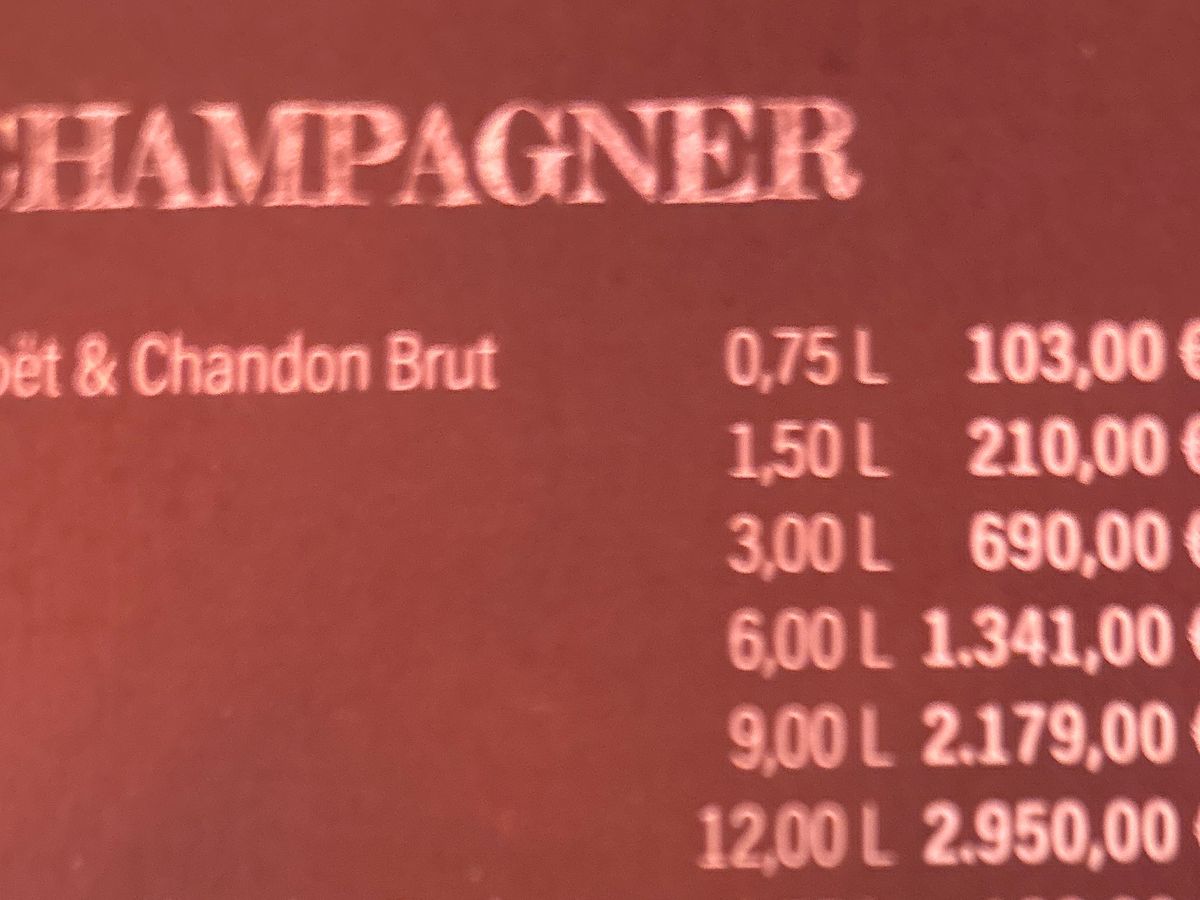 CHAMPAGNER
oët & Chandon Brut 0,75 L 103,00 €
1,50 L 210,00 €
3,00 L 690,00 €
6,00 L 1.341,00 €
9,00 L 2.179,00 €
12,00 L 2.950,00 €